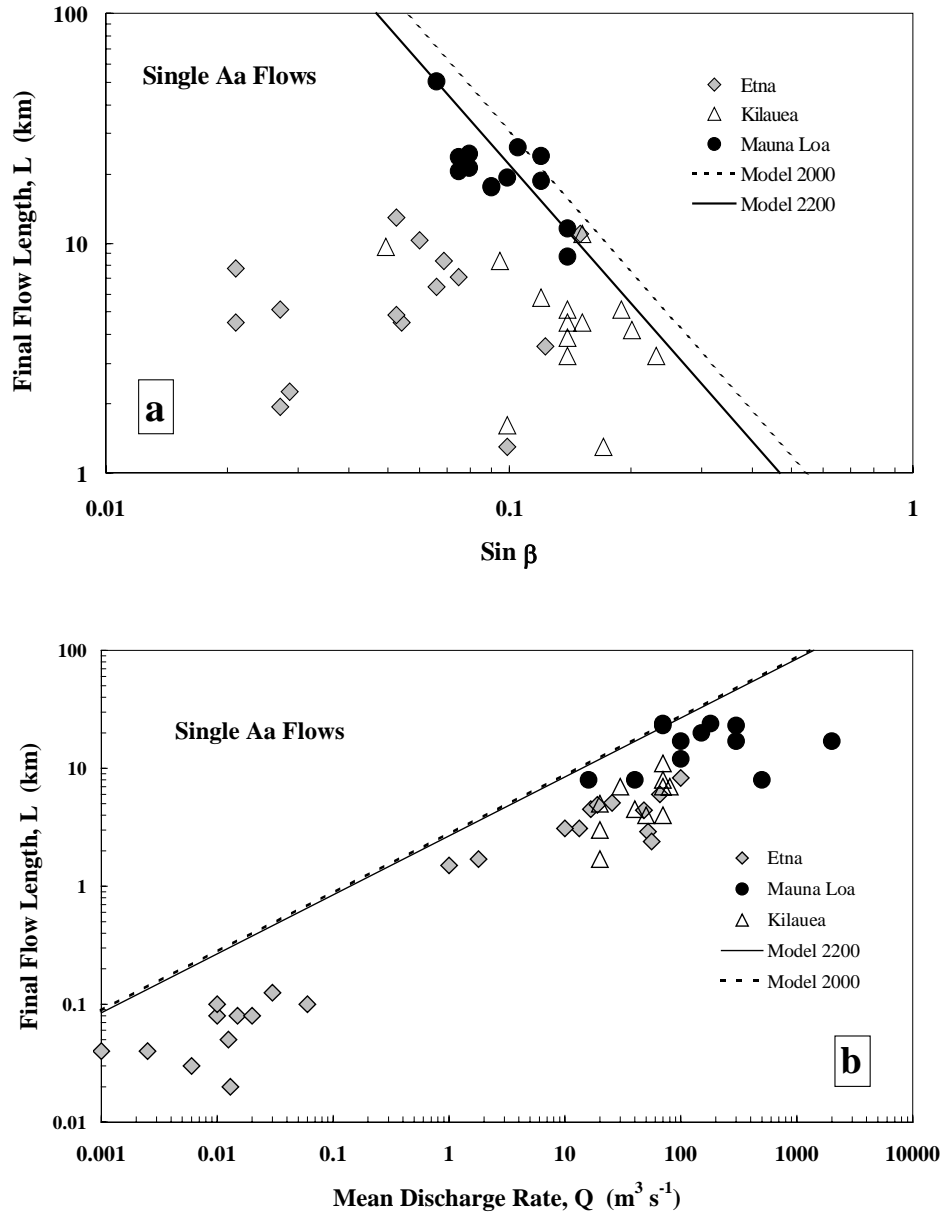 100
Single Aa Flows
Etna
Kilauea
Mauna Loa
Model 2000
Model 2200
10
Final Flow Length, L (km)
a
1
0.01
0.1
1
Sin β
100
Single Aa Flows
10
Final Flow Length, L (km)
1
Etna
Mauna Loa
Kilauea
Model 2200
Model 2000
0.1
b
0.01
0.001
0.01
0.1
1
10
100
1000
10000
Mean Discharge Rate, Q (m³ s⁻¹)